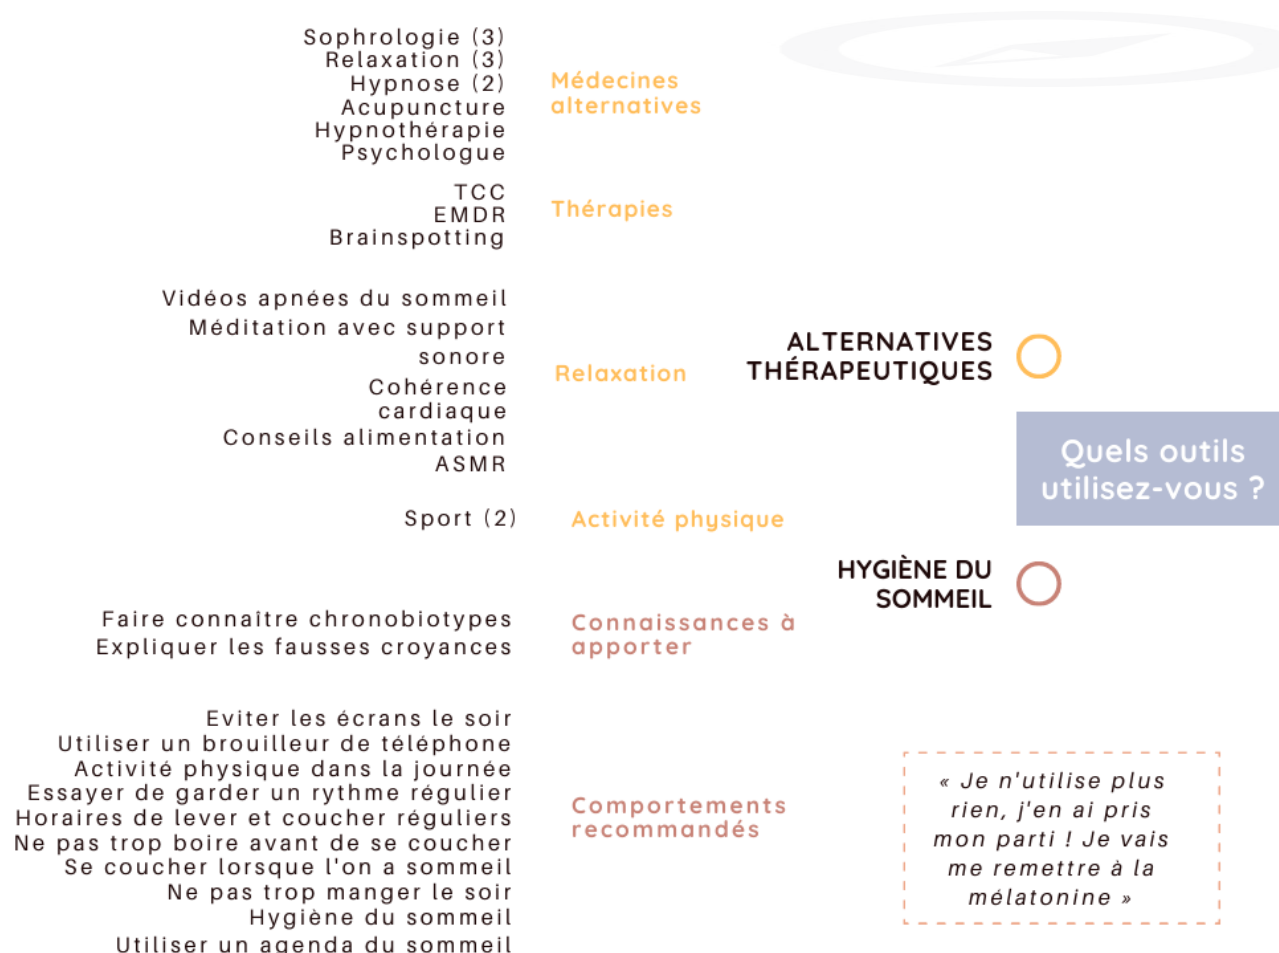 Sophrologie (3)
Relaxation (3)
Hypnose (2)
Acupuncture
Hypnothérapie
Psychologue
Médecines
alternatives
TCC
EMDR
Brainspotting
Thérapies
Vidéos apnées du sommeil
Méditation avec support
sonore
Cohérence
cardiaque
Conseils alimentation
ASMR
Relaxation
ALTERNATIVES
THÉRAPEUTIQUES
Quels outils
utilisez-vous ?
Sport (2)
Activité physique
HYGIÈNE DU
SOMMEIL
Faire connaître chronobiotypes
Expliquer les fausses croyances
Connaissances à
apporter
Eviter les écrans le soir
Utiliser un brouilleur de téléphone
Activité physique dans la journée
Essayer de garder un rythme régulier
Horaires de lever et coucher réguliers
Ne pas trop boire avant de se coucher
Se coucher lorsque l'on a sommeil
Ne pas trop manger le soir
Hygiène du sommeil
Utiliser un agenda du sommeil
Comportements
recommandés
« Je n'utilise plus
rien, j'en ai pris
mon parti ! Je vais
me remettre à la
mélatonine »